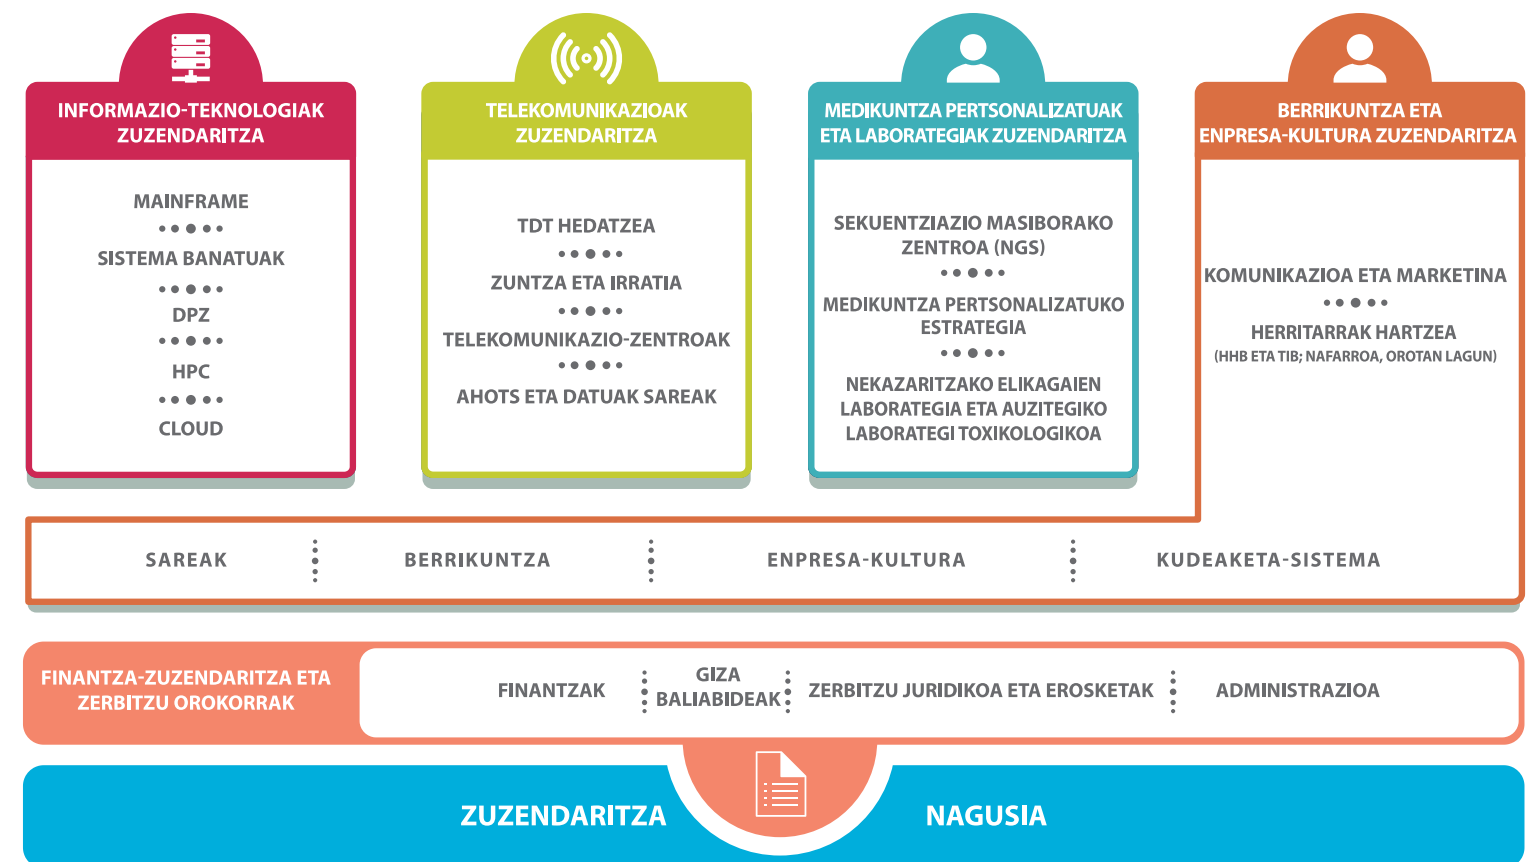 INFORMAZIO-TEKNOLOGIAK
ZUZENDARITZA
MAINFRAME
SISTEMA BANATUAK
DPZ
HPC
CLOUD
TELEKOMUNIKAZIOAK
ZUZENDARITZA
TDT HEDATZEA
ZUNTZA ETA IRRATIA
TELEKOMUNIKAZIO-ZENTROAK
AHOTS ETA DATUAK SAREAK
MEDIKUNTZA PERTSONALIZATUAK
ETA LABORATEGIAK ZUZENDARITZA
SEKUENTZIAZIO MASIBORAKO
ZENTROA (NGS)
MEDIKUNTZA PERTSONALIZATUKO
ESTRATEGIA
NEKAZARITZAKO ELIKAGAIEN
LABORATEGIA ETA AUZITEGIKO
LABORATEGI TOXIKOLOGIKOA
BERRIKUNTZA ETA
ENPRESA-KULTURA ZUZENDARITZA
KOMUNIKAZIOA ETA MARKETINA
HERRITARRAK HARTZEA
(HHB ETA TIB; NAFARROA, OROTAN LAGUN)
SAREAK
BERRIKUNTZA
ENPRESA-KULTURA
KUDEAKETA-SISTEMA
FINANTZA-ZUZENDARITZA ETA
ZERBITZU OROKORRAK
FINANTZAK
GIZA
BALIABIDEAK
ZERBITZU JURIDIKOA ETA EROSKETAK
ADMINISTRAZIOA
ZUZENDARITZA NAGUSIA